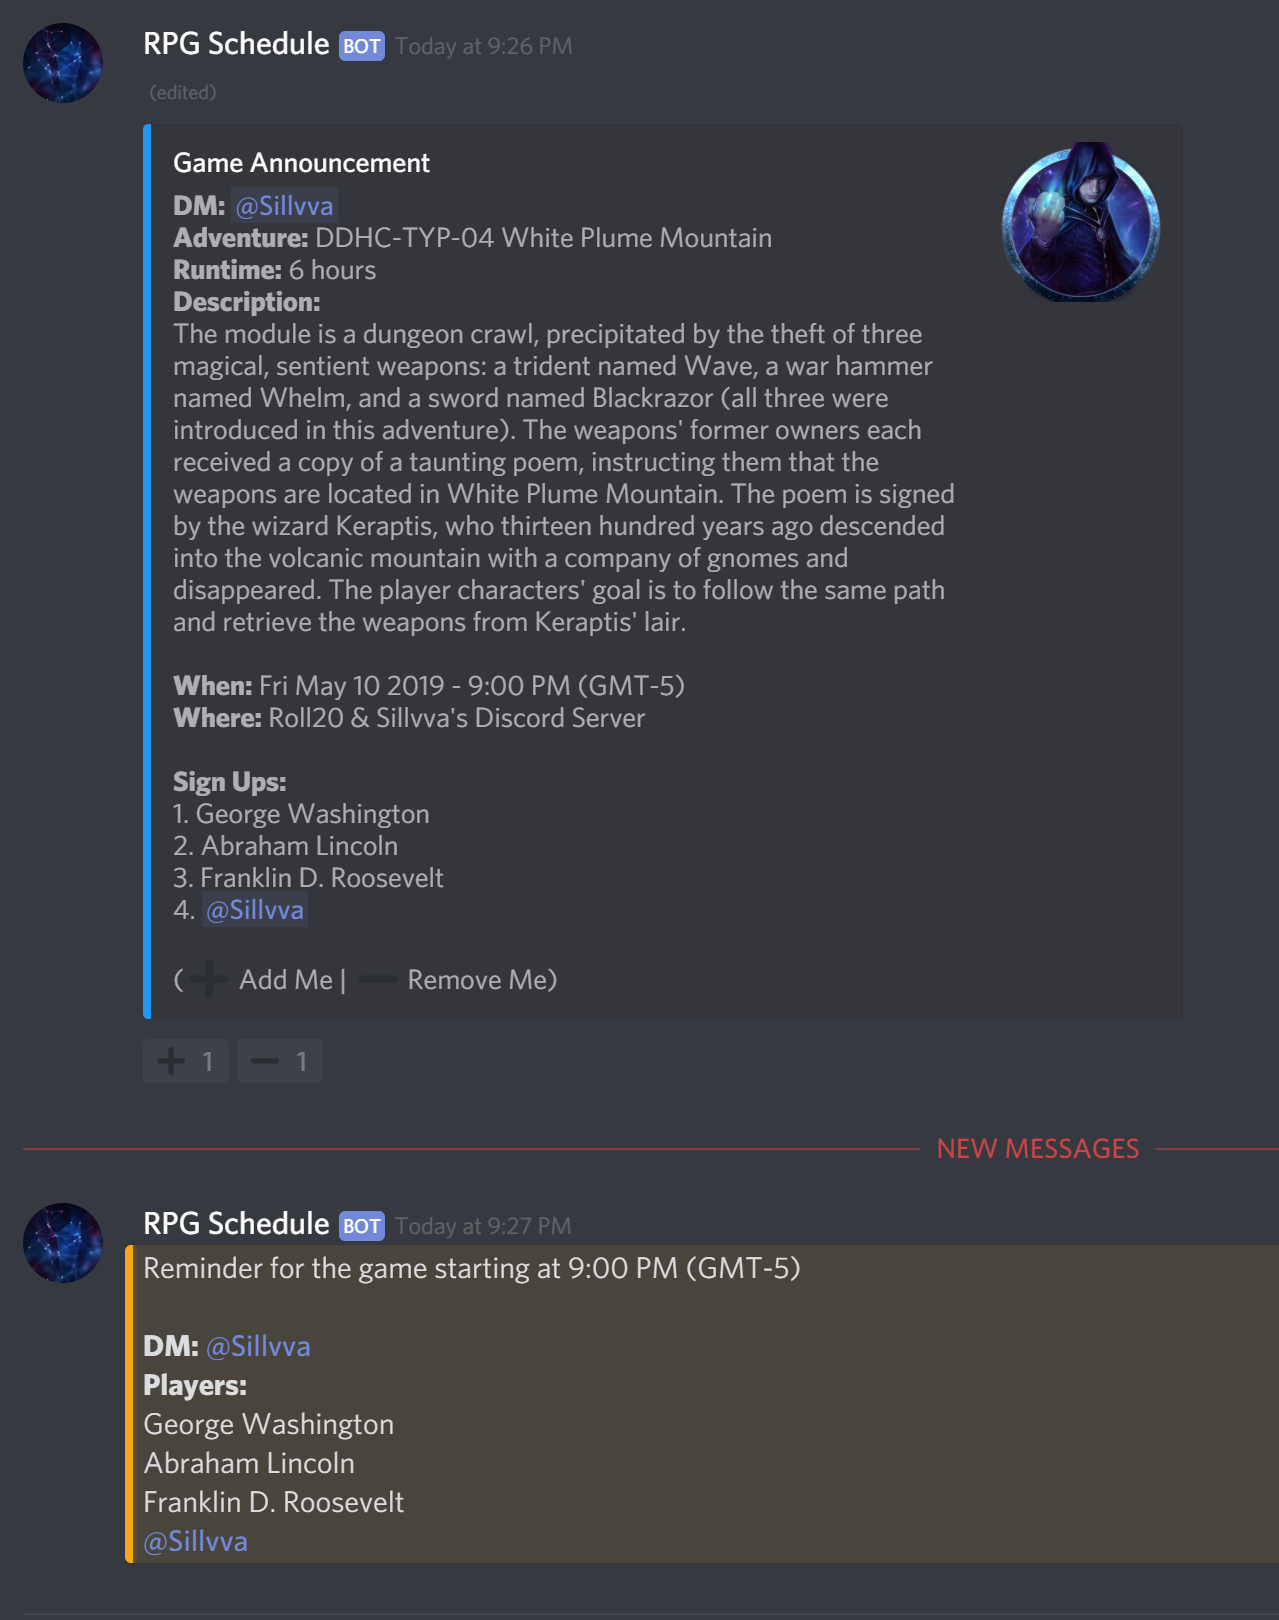 RPG Schedule BOT Today at 9:26 PM
(edited)
Game Announcement
DM: @Sillvva
Adventure: DDHC-TYP-04 White Plume Mountain
Runtime: 6 hours
Description:
The module is a dungeon crawl, precipitated by the theft of three
magical, sentient weapons: a trident named Wave, a war hammer
named Whelm, and a sword named Blackrazor (all three were
introduced in this adventure). The weapons' former owners each
received a copy of a taunting poem, instructing them that the
weapons are located in White Plume Mountain. The poem is signed
by the wizard Keraptis, who thirteen hundred years ago descended
into the volcanic mountain with a company of gnomes and
disappeared. The player characters' goal is to follow the same path
and retrieve the weapons from Keraptis' lair.
When: Fri May 10 2019 - 9:00 PM (GMT-5)
Where: Roll20 & Sillvva's Discord Server
Sign Ups:
1. George Washington
2. Abraham Lincoln
3. Franklin D. Roosevelt
4. @Sillvva
(➕ Add Me | ➖ Remove Me)
➕ 1 ➖ 1
NEW MESSAGES
RPG Schedule BOT Today at 9:27 PM
Reminder for the game starting at 9:00 PM (GMT-5)
DM: @Sillvva
Players:
George Washington
Abraham Lincoln
Franklin D. Roosevelt
@Sillvva